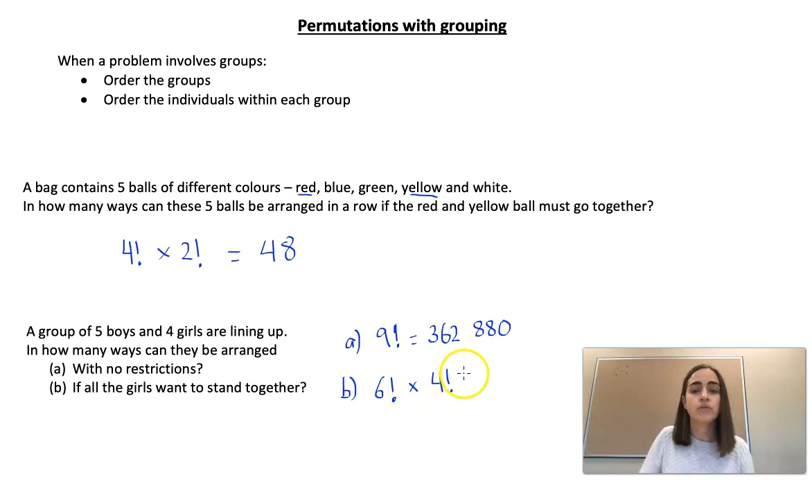 Permutations with grouping
When a problem involves groups:
• Order the groups
• Order the individuals within each group
A bag contains 5 balls of different colours – red, blue, green, yellow and white.
In how many ways can these 5 balls be arranged in a row if the red and yellow ball must go together?
4! × 2! = 48
A group of 5 boys and 4 girls are lining up.
In how many ways can they be arranged
(a) With no restrictions?
(b) If all the girls want to stand together?
a) 9! = 362 880
b) 6! × 4!